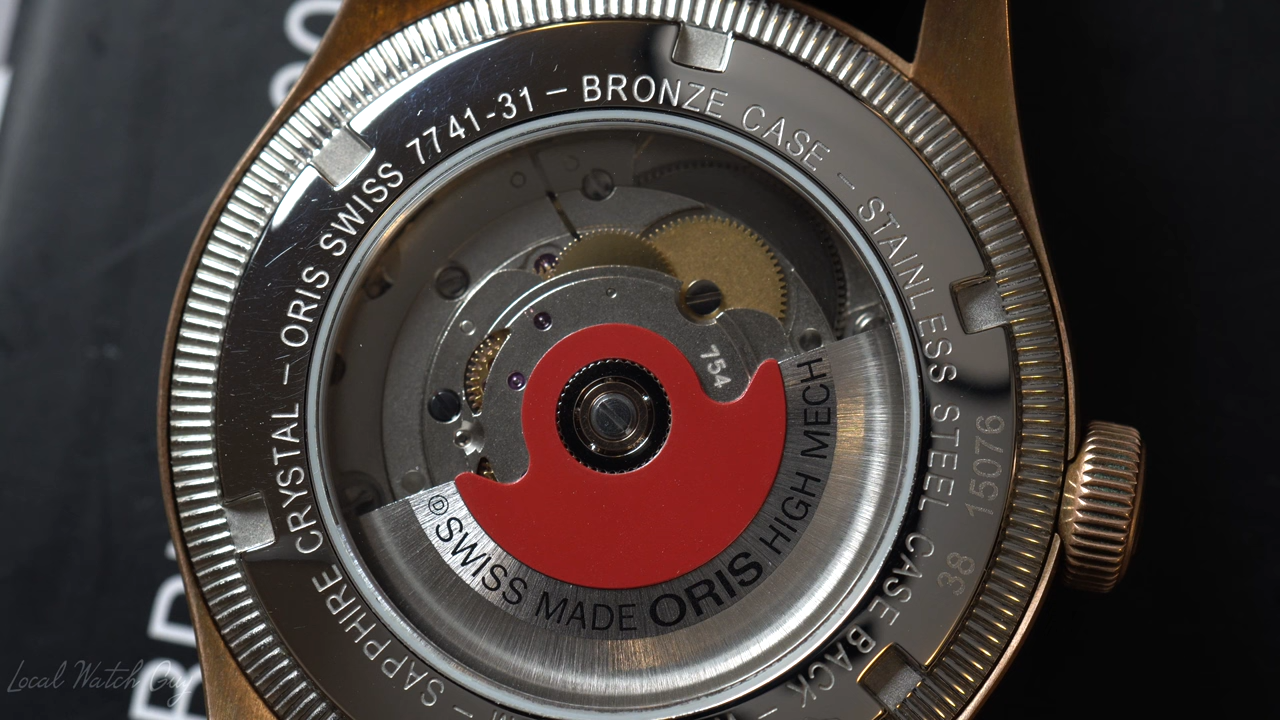 SAPPHIRE CRYSTAL – ORIS SWISS 7741-31 – BRONZE CASE – STAINLESS STEEL CASE BACK –
38 15076
754
Ⓓ SWISS MADE ORIS HIGH MECH
Local Watch Guy